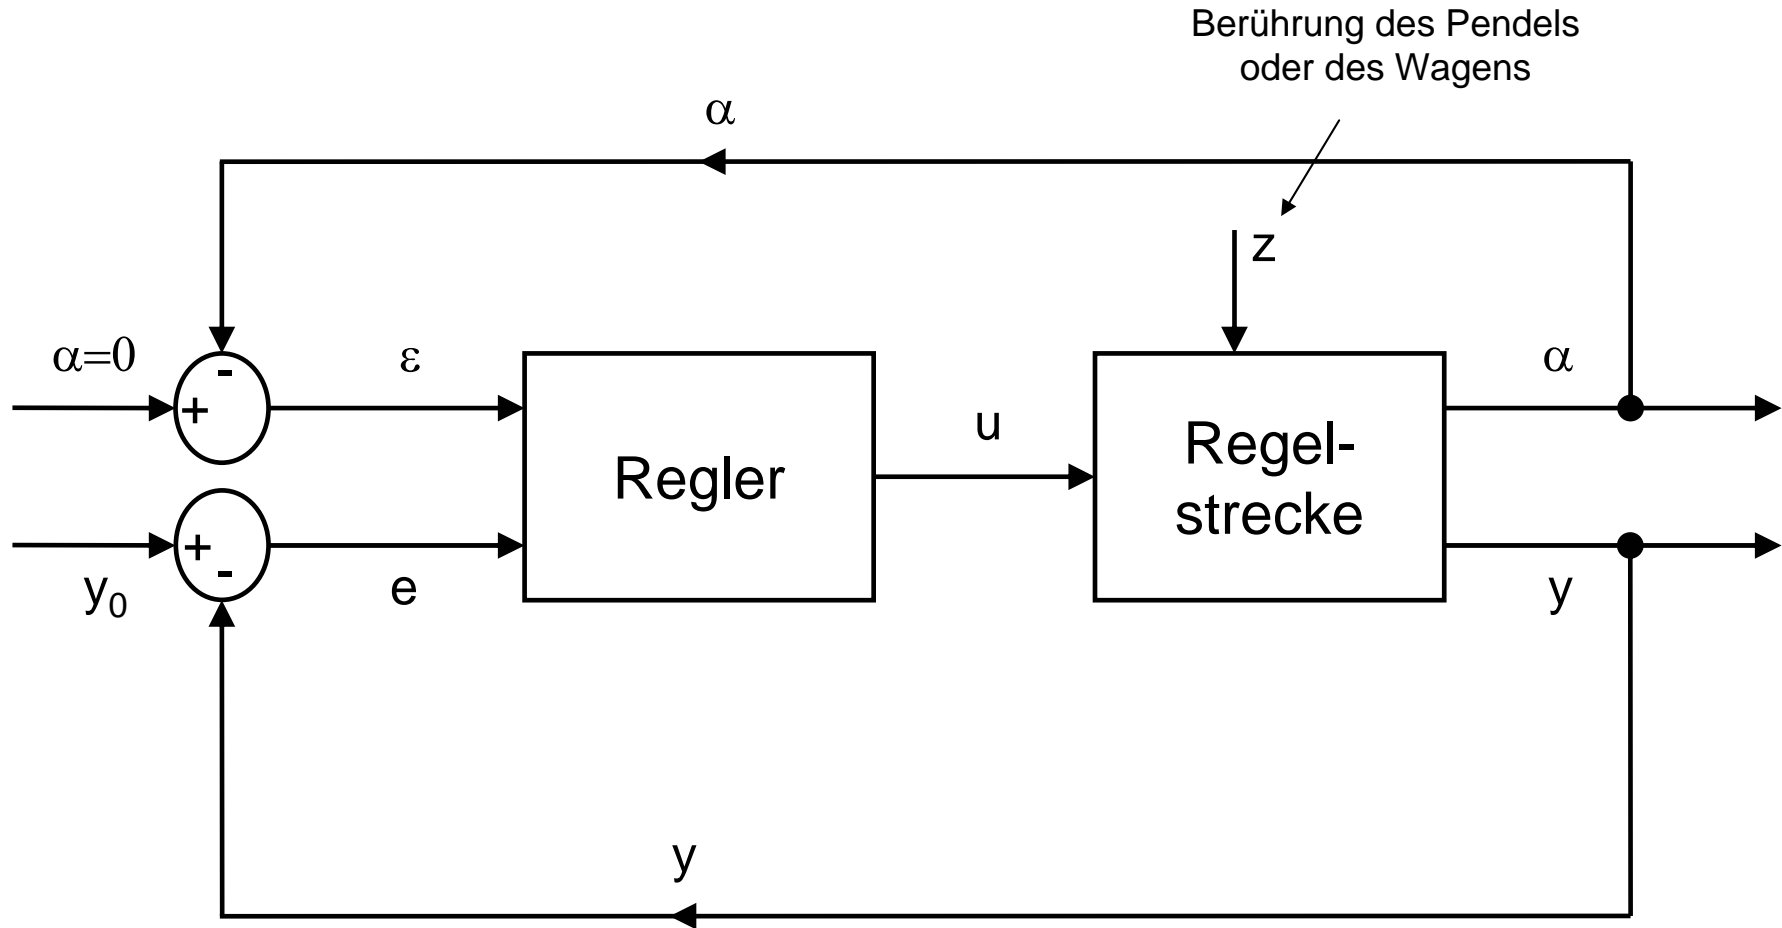 Berührung des Pendels
oder des Wagens
α
z
α=0
-
+
ε
Regler
u
Regel-
strecke
α
y₀
+
-
e
y
y